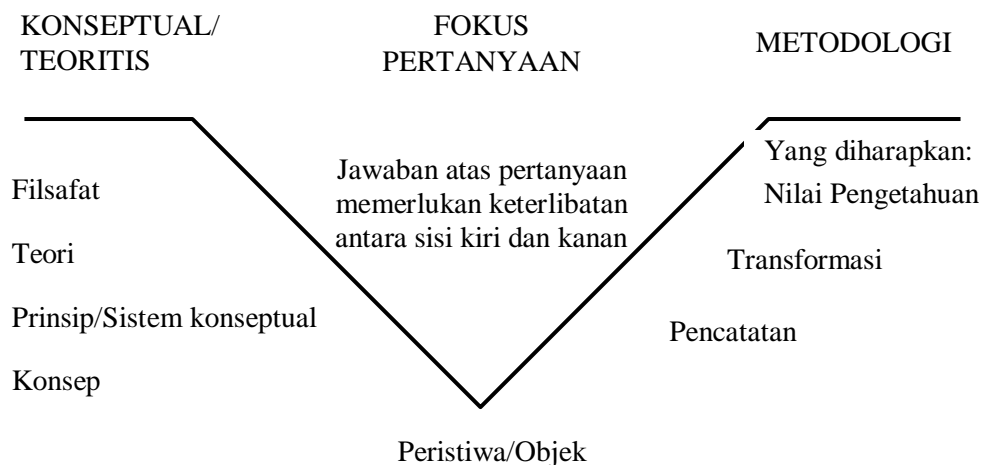 KONSEPTUAL/
TEORITIS
FOKUS
PERTANYAAN
METODOLOGI
Filsafat
Teori
Prinsip/Sistem konseptual
Konsep
Jawaban atas pertanyaan
memerlukan keterlibatan
antara sisi kiri dan kanan
Yang diharapkan:
Nilai Pengetahuan
Transformasi
Pencatatan
Peristiwa/Objek